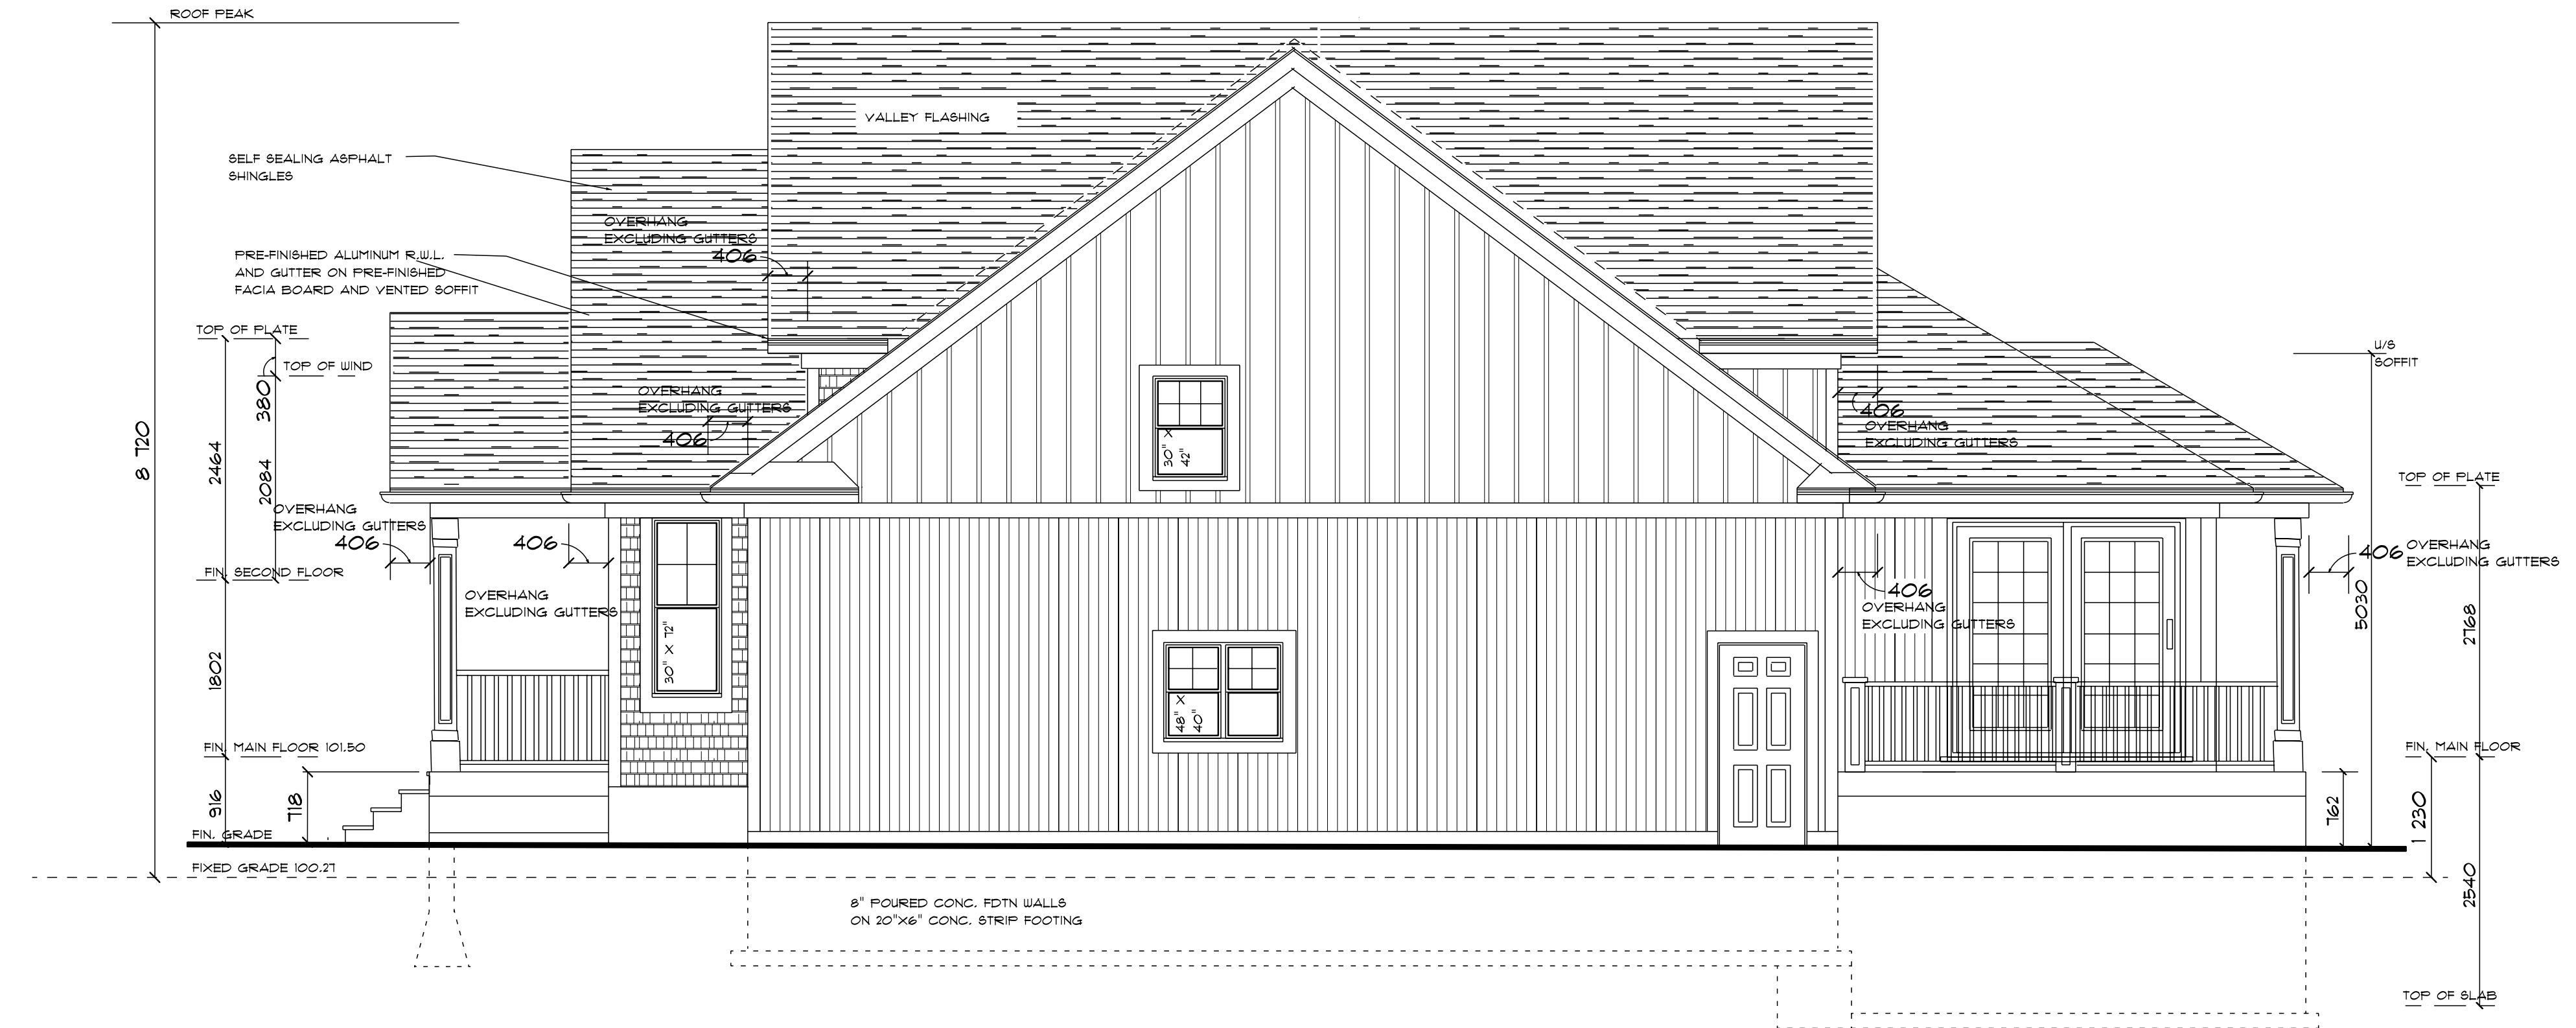 ROOF PEAK
VALLEY FLASHING
SELF SEALING ASPHALT
SHINGLES
OVERHANG
EXCLUDING GUTTERS
406
PRE-FINISHED ALUMINUM R.W.L.
AND GUTTER ON PRE-FINISHED
FACIA BOARD AND VENTED SOFFIT
TOP OF PLATE
TOP OF WIND
380
8 720
2464
2084
OVERHANG
EXCLUDING GUTTERS
406
30" X
42"
406
OVERHANG
EXCLUDING GUTTERS
U/S
SOFFIT
TOP OF PLATE
OVERHANG
EXCLUDING GUTTERS
406
406
FIN. SECOND FLOOR
OVERHANG
EXCLUDING GUTTERS
30" X 72"
406
OVERHANG
EXCLUDING GUTTERS
406
OVERHANG
EXCLUDING GUTTERS
5030
2768
1802
48" X
40"
FIN. MAIN FLOOR 101.50
FIN. MAIN FLOOR
916
718
762
1 230
FIN. GRADE
FIXED GRADE 100.27
8" POURED CONC. FDTN WALLS
ON 20"X6" CONC. STRIP FOOTING
2540
TOP OF SLAB